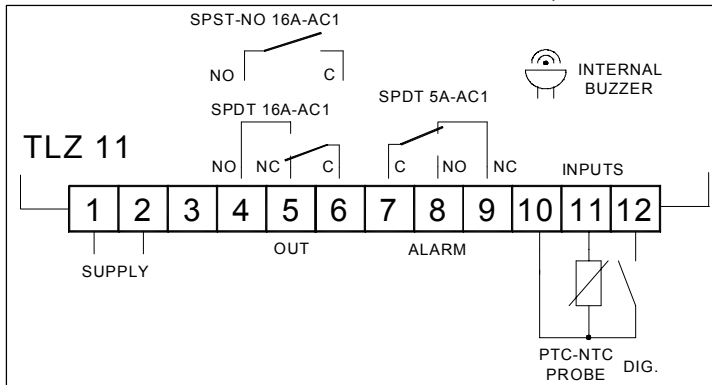 SPST-NO 16A-AC1
NO C
INTERNAL
BUZZER
SPDT 16A-AC1
SPDT 5A-AC1
TLZ 11
NO NC C C NO NC INPUTS
1 2 3 4 5 6 7 8 9 10 11 12
SUPPLY
OUT
ALARM
PTC-NTC
PROBE
DIG.